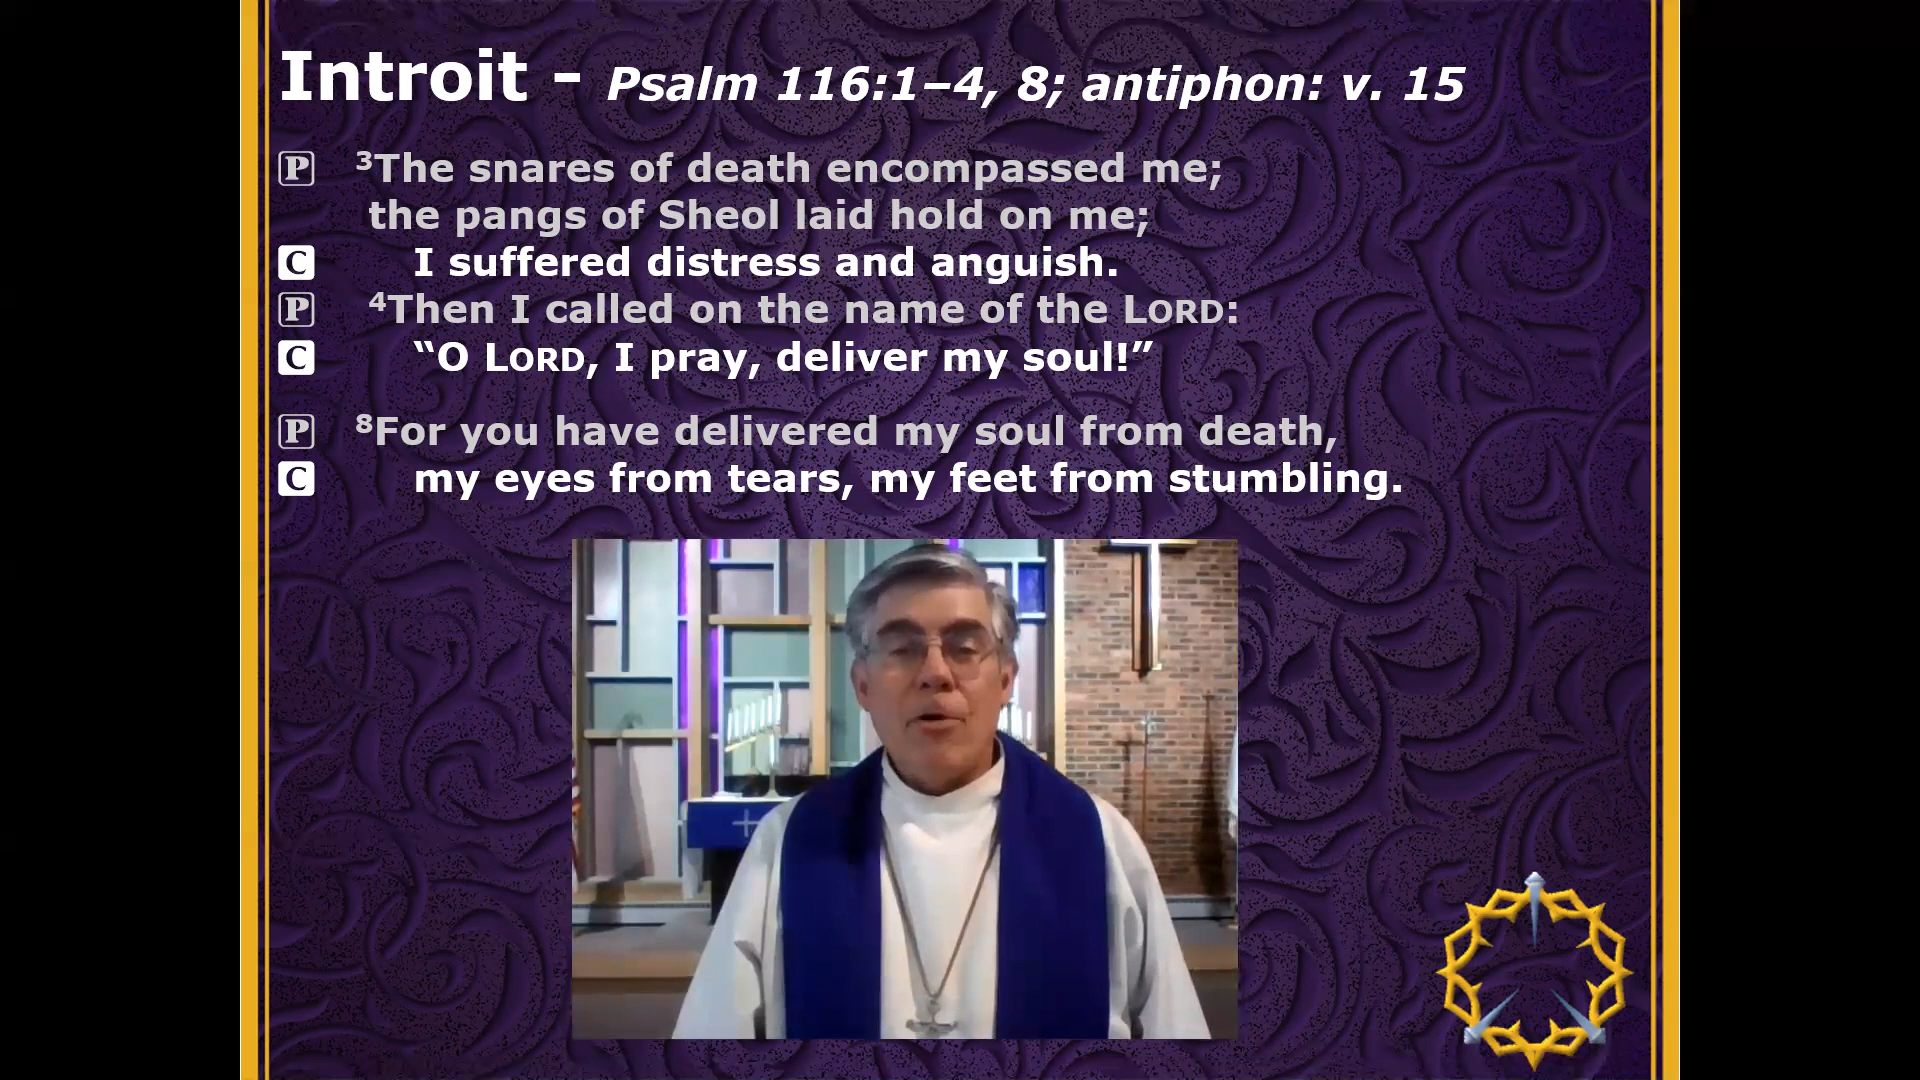 Introit - Psalm 116:1–4, 8; antiphon: v. 15
P ³The snares of death encompassed me;
the pangs of Sheol laid hold on me;
C I suffered distress and anguish.
P ⁴Then I called on the name of the LORD:
C “O LORD, I pray, deliver my soul!”
P ⁸For you have delivered my soul from death,
C my eyes from tears, my feet from stumbling.